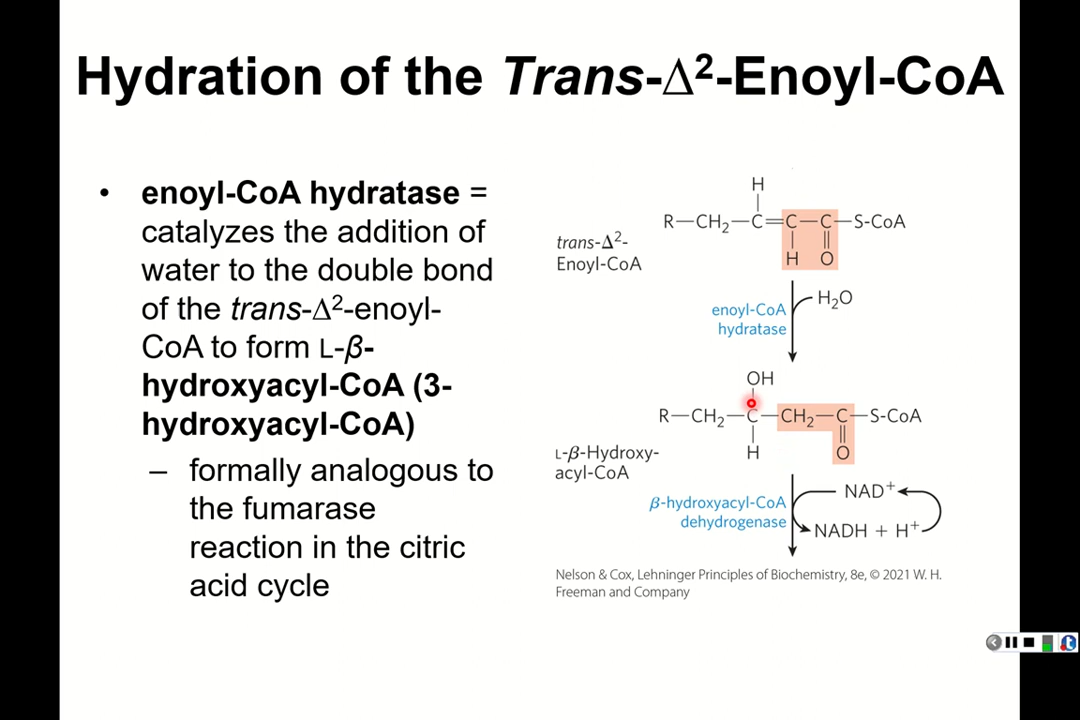 Hydration of the Trans-Δ²-Enoyl-CoA
• enoyl-CoA hydratase =
catalyzes the addition of
water to the double bond
of the trans-Δ²-enoyl-
CoA to form L-β-
hydroxyacyl-CoA (3-
hydroxyacyl-CoA)
– formally analogous to
the fumarase
reaction in the citric
acid cycle
H
R—CH₂—C=C—C—S-CoA
H O
trans-Δ²-
Enoyl-CoA
enoyl-CoA
hydratase
H₂O
OH
R—CH₂—C—CH₂—C—S-CoA
H O
L-β-Hydroxy-
acyl-CoA
β-hydroxyacyl-CoA
dehydrogenase
NAD⁺
NADH + H⁺
Nelson & Cox, Lehninger Principles of Biochemistry, 8e, © 2021 W. H.
Freeman and Company
t